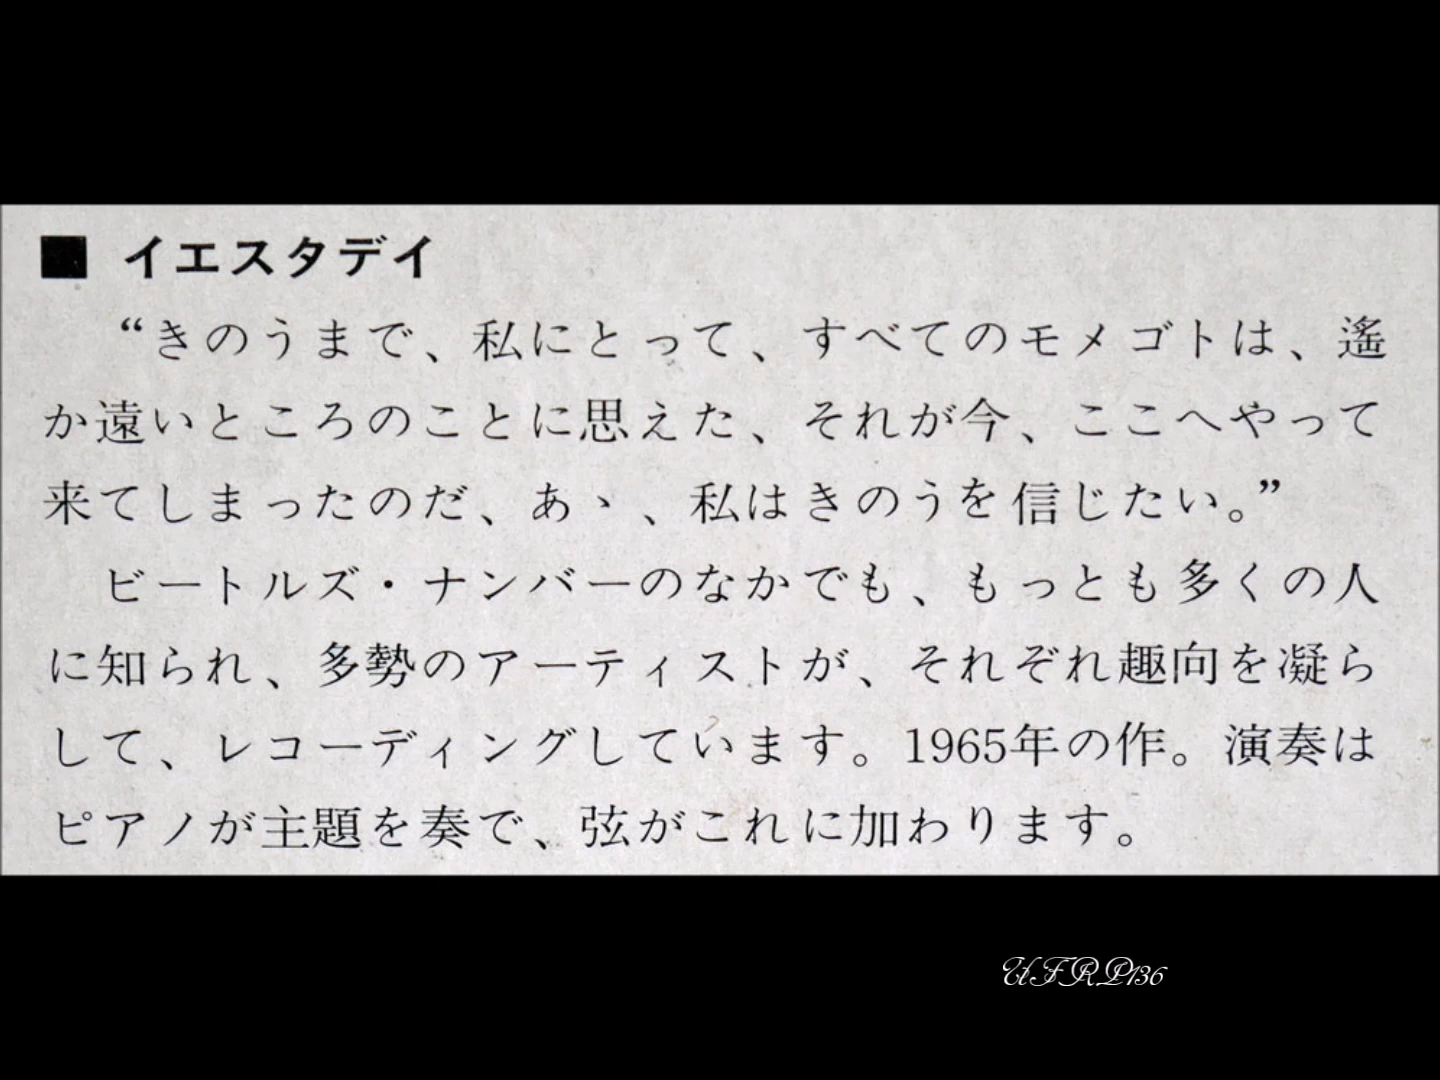 ■ イエスタデイ
“きのうまで、私にとって、すべてのモメゴトは、遙
か遠いところのことに思えた、それが今、ここへやって
来てしまったのだ、あヽ、私はきのうを信じたい。”
ビートルズ・ナンバーのなかでも、もっとも多くの人
に知られ、多勢のアーティストが、それぞれ趣向を凝ら
して、レコーディングしています。1965年の作。演奏は
ピアノが主題を奏で、弦がこれに加わります。
UFRP136